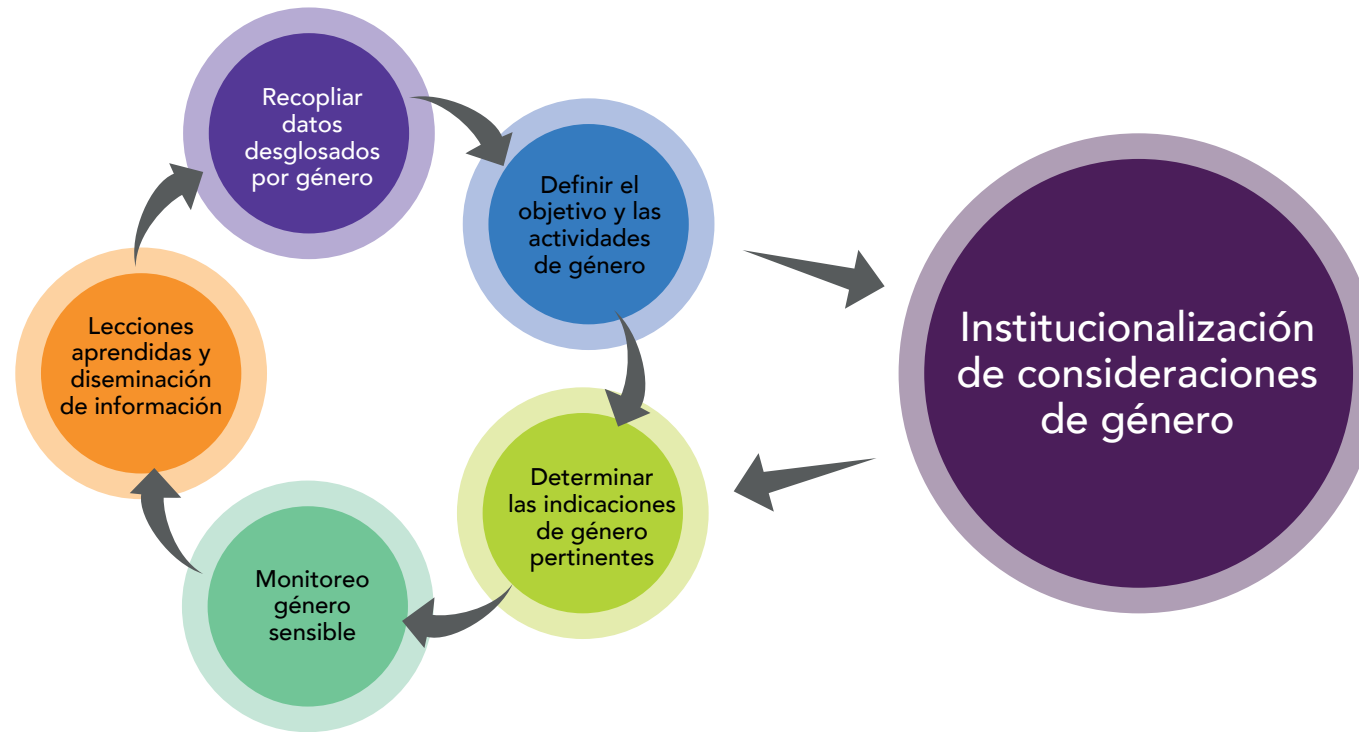 Recopliar
datos
desglosados
por género
Definir el
objetivo y las
actividades
de género
Institucionalización
de consideraciones
de género
Determinar
las indicaciones
de género
pertinentes
Monitoreo
género
sensible
Lecciones
aprendidas y
diseminación
de información